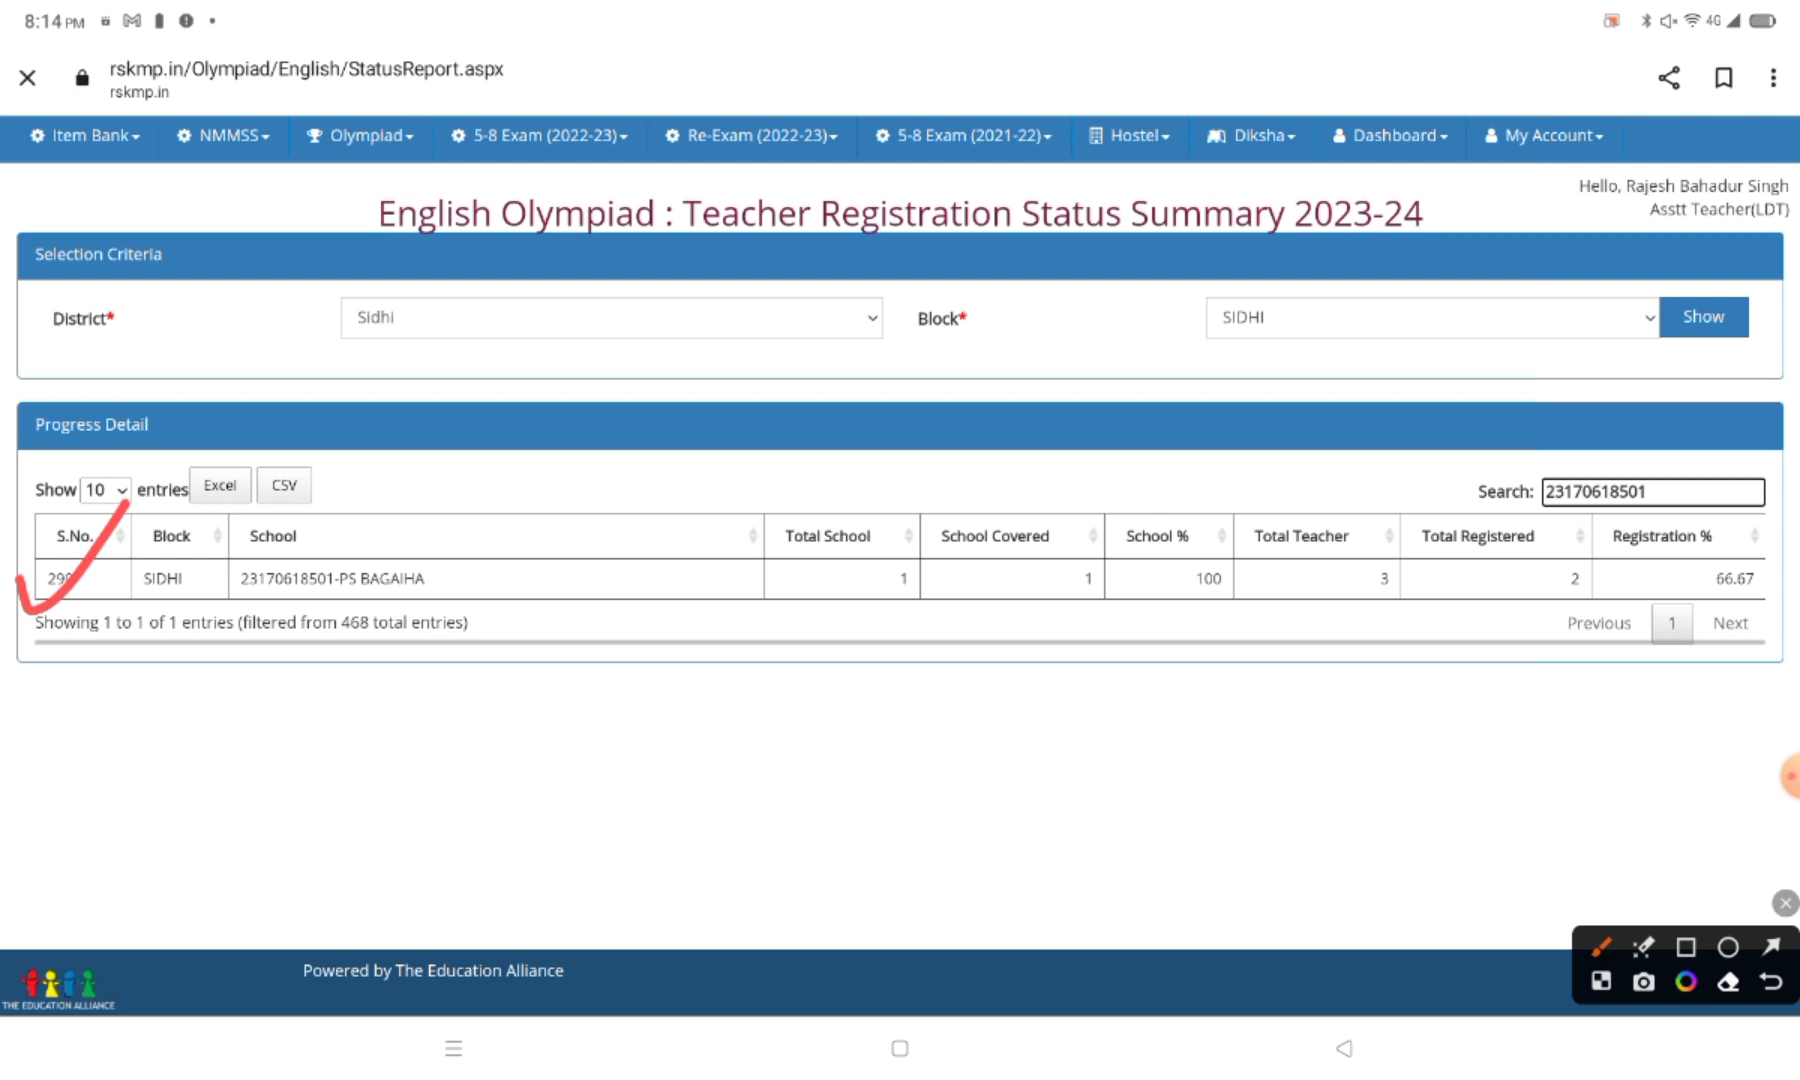 8:14 PM
4G
rskmp.in/Olympiad/English/StatusReport.aspx
rskmp.in
Item Bank NMMSS Olympiad 5-8 Exam (2022-23) Re-Exam (2022-23) 5-8 Exam (2021-22) Hostel Diksha Dashboard My Account
Hello, Rajesh Bahadur Singh
Asstt Teacher(LDT)
English Olympiad : Teacher Registration Status Summary 2023-24
Selection Criteria
District* Sidhi Block* SIDHI Show
Progress Detail
Show 10 entries Excel CSV Search: 23170618501
S.No. Block School Total School School Covered School % Total Teacher Total Registered Registration %
SIDHI 23170618501-PS BAGAIHA 1 1 100 3 2 66.67
Showing 1 to 1 of 1 entries (filtered from 468 total entries) Previous 1 Next
Powered by The Education Alliance
THE EDUCATION ALLIANCE